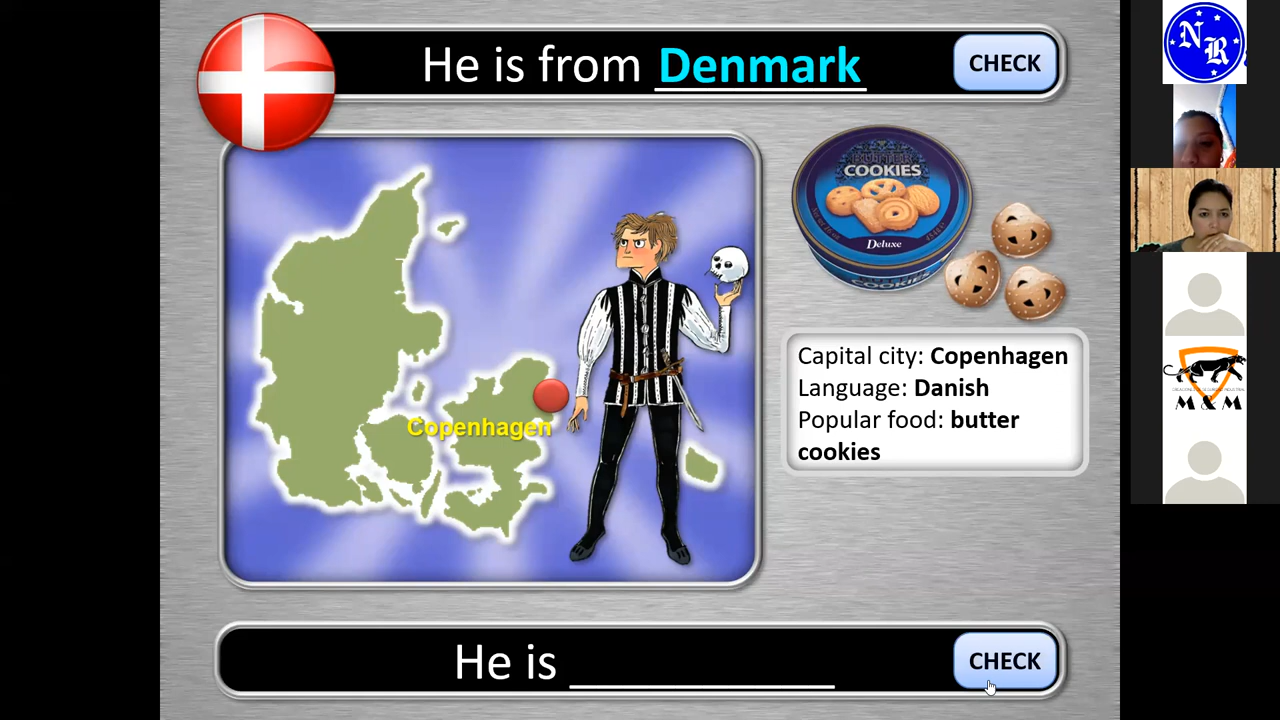 He is from Denmark
CHECK
BUTTER
COOKIES
Deluxe
COOKIES
Capital city: Copenhagen
Language: Danish
Popular food: butter
cookies
Copenhagen
He is
CHECK
N
R
M & M